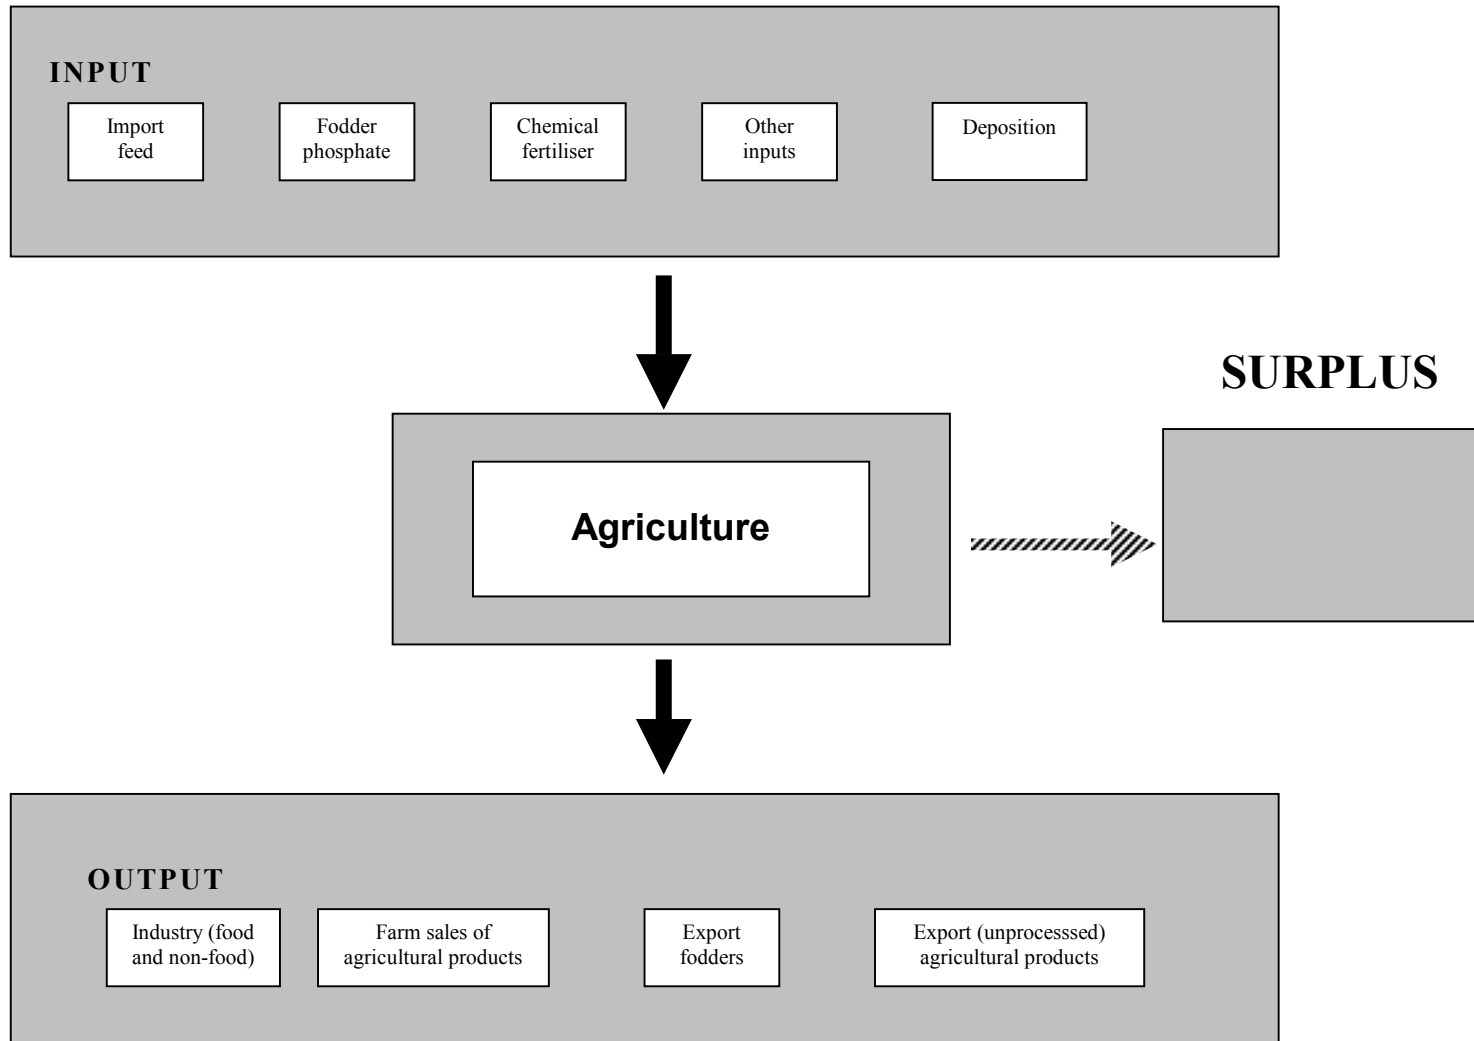 INPUT
Import
feed
Fodder
phosphate
Chemical
fertiliser
Other
inputs
Deposition
SURPLUS
Agriculture
OUTPUT
Industry (food
and non-food)
Farm sales of
agricultural products
Export
fodders
Export (unprocesssed)
agricultural products